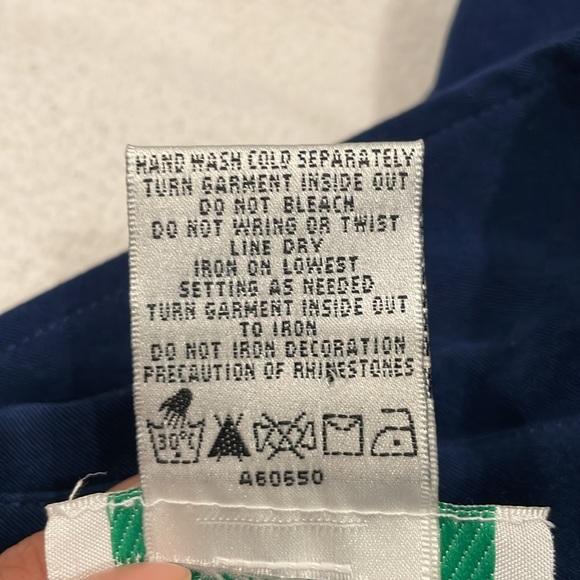 HAND WASH COLD SEPARATELY
TURN GARMENT INSIDE OUT
DO NOT BLEACH
DO NOT WRING OR TWIST
LINE DRY
IRON ON LOWEST
SETTING AS NEEDED
TURN GARMENT INSIDE OUT
TO IRON
DO NOT IRON DECORATION
PRECAUTION OF RHINESTONES
30°C
A60650